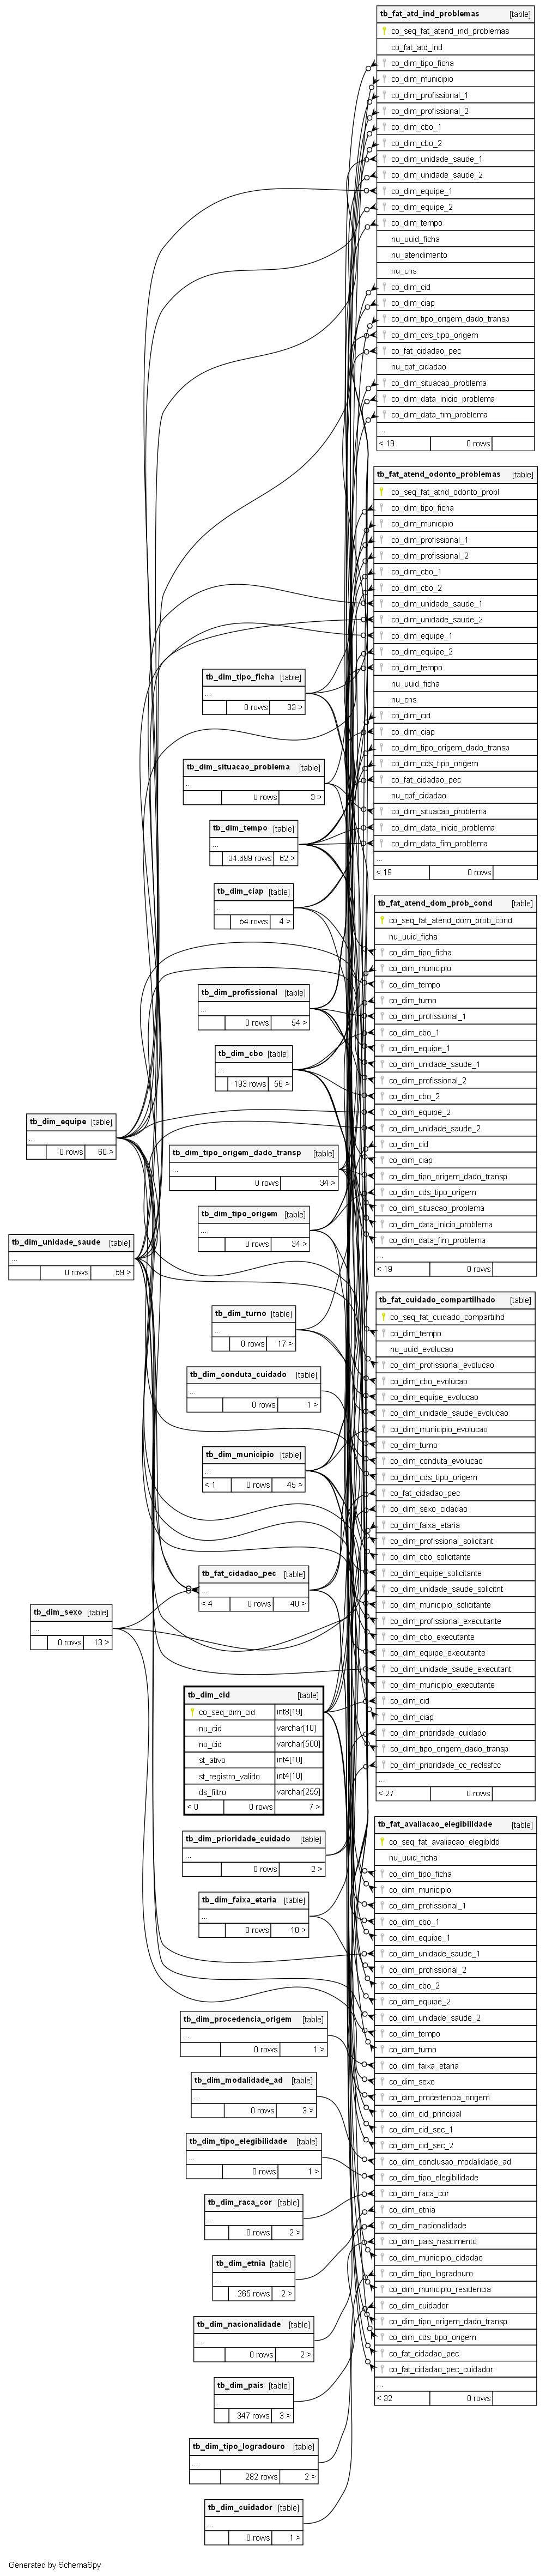 tb_fat_atd_ind_problemas [table]
co_seq_fat_atend_ind_problemas
co_fat_atd_ind
co_dim_tipo_ficha
co_dim_municipio
co_dim_profissional_1
co_dim_profissional_2
co_dim_cbo_1
co_dim_cbo_2
co_dim_unidade_saude_1
co_dim_unidade_saude_2
co_dim_equipe_1
co_dim_equipe_2
co_dim_tempo
nu_uuid_ficha
nu_atendimento
nu_cns
co_dim_cid
co_dim_ciap
co_dim_tipo_origem_dado_transp
co_dim_cds_tipo_origem
co_fat_cidadao_pec
nu_cpf_cidadao
co_dim_situacao_problema
co_dim_data_inicio_problema
co_dim_data_fim_problema
...
< 19 0 rows
tb_fat_atend_odonto_problemas [table]
co_seq_fat_atnd_odonto_probl
co_dim_tipo_ficha
co_dim_municipio
co_dim_profissional_1
co_dim_profissional_2
co_dim_cbo_1
co_dim_cbo_2
co_dim_unidade_saude_1
co_dim_unidade_saude_2
co_dim_equipe_1
co_dim_equipe_2
co_dim_tempo
nu_uuid_ficha
nu_cns
co_dim_cid
co_dim_ciap
co_dim_tipo_origem_dado_transp
co_dim_cds_tipo_origem
co_fat_cidadao_pec
nu_cpf_cidadao
co_dim_situacao_problema
co_dim_data_inicio_problema
co_dim_data_fim_problema
...
< 19 0 rows
tb_fat_atend_dom_prob_cond [table]
co_seq_fat_atend_dom_prob_cond
nu_uuid_ficha
co_dim_tipo_ficha
co_dim_municipio
co_dim_tempo
co_dim_turno
co_dim_profissional_1
co_dim_cbo_1
co_dim_equipe_1
co_dim_unidade_saude_1
co_dim_profissional_2
co_dim_cbo_2
co_dim_equipe_2
co_dim_unidade_saude_2
co_dim_cid
co_dim_ciap
co_dim_tipo_origem_dado_transp
co_dim_cds_tipo_origem
co_dim_situacao_problema
co_dim_data_inicio_problema
co_dim_data_fim_problema
...
< 19 0 rows
tb_fat_cuidado_compartilhado [table]
co_seq_fat_cuidado_compartilhd
co_dim_tempo
nu_uuid_evolucao
co_dim_profissional_evolucao
co_dim_cbo_evolucao
co_dim_equipe_evolucao
co_dim_unidade_saude_evolucao
co_dim_municipio_evolucao
co_dim_turno
co_dim_conduta_evolucao
co_dim_cds_tipo_origem
co_fat_cidadao_pec
co_dim_sexo_cidadao
co_dim_faixa_etaria
co_dim_profissional_solicitant
co_dim_cbo_solicitante
co_dim_equipe_solicitante
co_dim_unidade_saude_solicitnt
co_dim_municipio_solicitante
co_dim_profissional_executante
co_dim_cbo_executante
co_dim_equipe_executante
co_dim_unidade_saude_executant
co_dim_municipio_executante
co_dim_cid
co_dim_ciap
co_dim_prioridade_cuidado
co_dim_tipo_origem_dado_transp
co_dim_prioridade_cc_reclssfcc
...
< 27 0 rows
tb_fat_avaliacao_elegibilidade [table]
co_seq_fat_avaliacao_elegibldd
nu_uuid_ficha
co_dim_tipo_ficha
co_dim_municipio
co_dim_profissional_1
co_dim_cbo_1
co_dim_equipe_1
co_dim_unidade_saude_1
co_dim_profissional_2
co_dim_cbo_2
co_dim_equipe_2
co_dim_unidade_saude_2
co_dim_tempo
co_dim_turno
co_dim_faixa_etaria
co_dim_sexo
co_dim_procedencia_origem
co_dim_cid_principal
co_dim_cid_sec_1
co_dim_cid_sec_2
co_dim_conclusao_modalidade_ad
co_dim_tipo_elegibilidade
co_dim_raca_cor
co_dim_etnia
co_dim_nacionalidade
co_dim_pais_nascimento
co_dim_municipio_cidadao
co_dim_tipo_logradouro
co_dim_municipio_residencia
co_dim_cuidador
co_dim_tipo_origem_dado_transp
co_dim_cds_tipo_origem
co_fat_cidadao_pec
co_fat_cidadao_pec_cuidador
...
< 32 0 rows
tb_dim_tipo_ficha [table]
...
0 rows 33 >
tb_dim_situacao_problema [table]
...
0 rows 3 >
tb_dim_tempo [table]
...
34.699 rows 62 >
tb_dim_ciap [table]
...
54 rows 4 >
tb_dim_profissional [table]
...
0 rows 54 >
tb_dim_cbo [table]
...
193 rows 56 >
tb_dim_equipe [table]
...
0 rows 60 >
tb_dim_tipo_origem_dado_transp [table]
...
0 rows 34 >
tb_dim_tipo_origem [table]
...
0 rows 34 >
tb_dim_unidade_saude [table]
...
0 rows 59 >
tb_dim_turno [table]
...
0 rows 17 >
tb_dim_conduta_cuidado [table]
...
0 rows 1 >
tb_dim_municipio [table]
...
< 1 0 rows 45 >
tb_fat_cidadao_pec [table]
...
< 4 0 rows 40 >
tb_dim_sexo [table]
...
0 rows 13 >
tb_dim_cid [table]
co_seq_dim_cid int8[19]
nu_cid varchar[10]
no_cid varchar[500]
st_ativo int4[10]
st_registro_valido int4[10]
ds_filtro varchar[255]
< 0 0 rows 7 >
tb_dim_prioridade_cuidado [table]
...
0 rows 2 >
tb_dim_faixa_etaria [table]
...
0 rows 10 >
tb_dim_procedencia_origem [table]
...
0 rows 1 >
tb_dim_modalidade_ad [table]
...
0 rows 3 >
tb_dim_tipo_elegibilidade [table]
...
0 rows 1 >
tb_dim_raca_cor [table]
...
0 rows 2 >
tb_dim_etnia [table]
...
265 rows 2 >
tb_dim_nacionalidade [table]
...
0 rows 2 >
tb_dim_pais [table]
...
347 rows 3 >
tb_dim_tipo_logradouro [table]
...
282 rows 2 >
tb_dim_cuidador [table]
...
0 rows 1 >
Generated by SchemaSpy